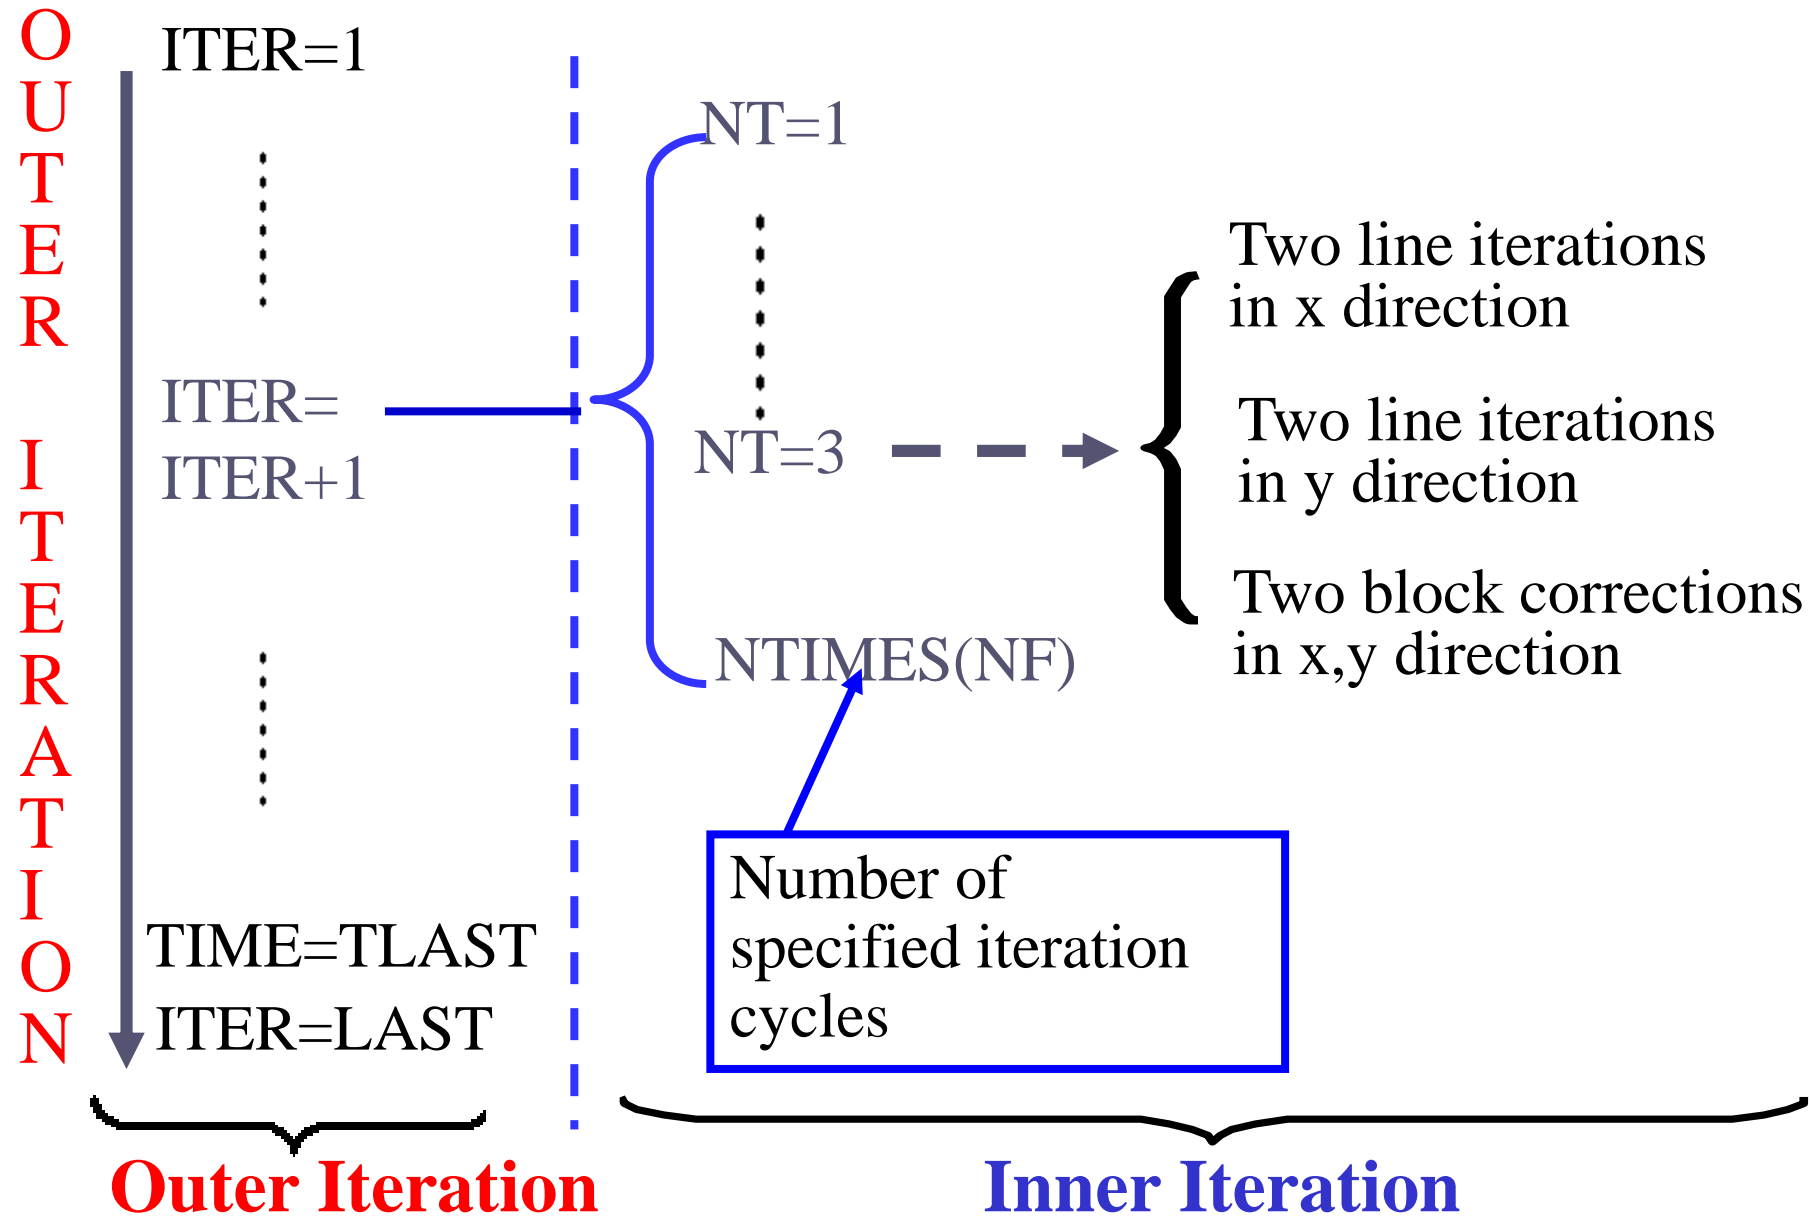 OUTER ITERATION
ITER=1
ITER=
ITER+1
TIME=TLAST
ITER=LAST
NT=1
NT=3
NTIMES(NF)
Two line iterations
in x direction
Two line iterations
in y direction
Two block corrections
in x,y direction
Number of
specified iteration
cycles
Outer Iteration
Inner Iteration